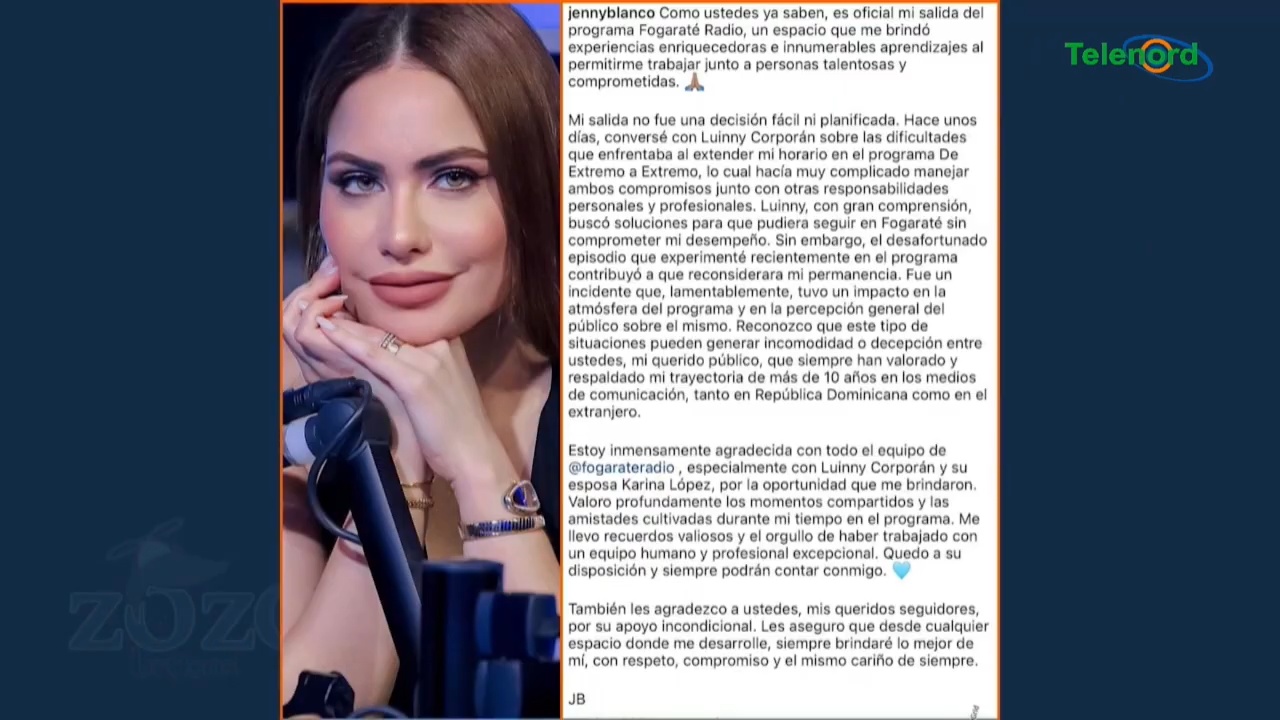 jennyblanco Como ustedes ya saben, es oficial mi salida del
programa Fogaraté Radio, un espacio que me brindó
experiencias enriquecedoras e innumerables aprendizajes al
permitirme trabajar junto a personas talentosas y
comprometidas. 🙏🏽
Mi salida no fue una decisión fácil ni planificada. Hace unos
días, conversé con Luinny Corporán sobre las dificultades
que enfrentaba al extender mi horario en el programa De
Extremo a Extremo, lo cual hacía muy complicado manejar
ambos compromisos junto con otras responsabilidades
personales y profesionales. Luinny, con gran comprensión,
buscó soluciones para que pudiera seguir en Fogaraté sin
comprometer mi desempeño. Sin embargo, el desafortunado
episodio que experimenté recientemente en el programa
contribuyó a que reconsiderara mi permanencia. Fue un
incidente que, lamentablemente, tuvo un impacto en la
atmósfera del programa y en la percepción general del
público sobre el mismo. Reconozco que este tipo de
situaciones pueden generar incomodidad o decepción entre
ustedes, mi querido público, que siempre han valorado y
respaldado mi trayectoria de más de 10 años en los medios
de comunicación, tanto en República Dominicana como en el
extranjero.
Estoy inmensamente agradecida con todo el equipo de
@fogarateradio , especialmente con Luinny Corporán y su
esposa Karina López, por la oportunidad que me brindaron.
Valoro profundamente los momentos compartidos y las
amistades cultivadas durante mi tiempo en el programa. Me
llevo recuerdos valiosos y el orgullo de haber trabajado con
un equipo humano y profesional excepcional. Quedo a su
disposición y siempre podrán contar conmigo. 🩵
También les agradezco a ustedes, mis queridos seguidores,
por su apoyo incondicional. Les aseguro que desde cualquier
espacio donde me desarrolle, siempre brindaré lo mejor de
mí, con respeto, compromiso y el mismo cariño de siempre.
JB
Telenord